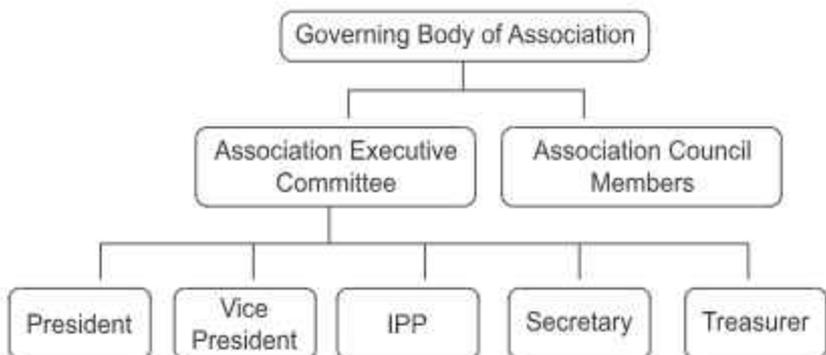 Governing Body of Association
Association Executive
Committee
Association Council
Members
President
Vice
President
IPP
Secretary
Treasurer